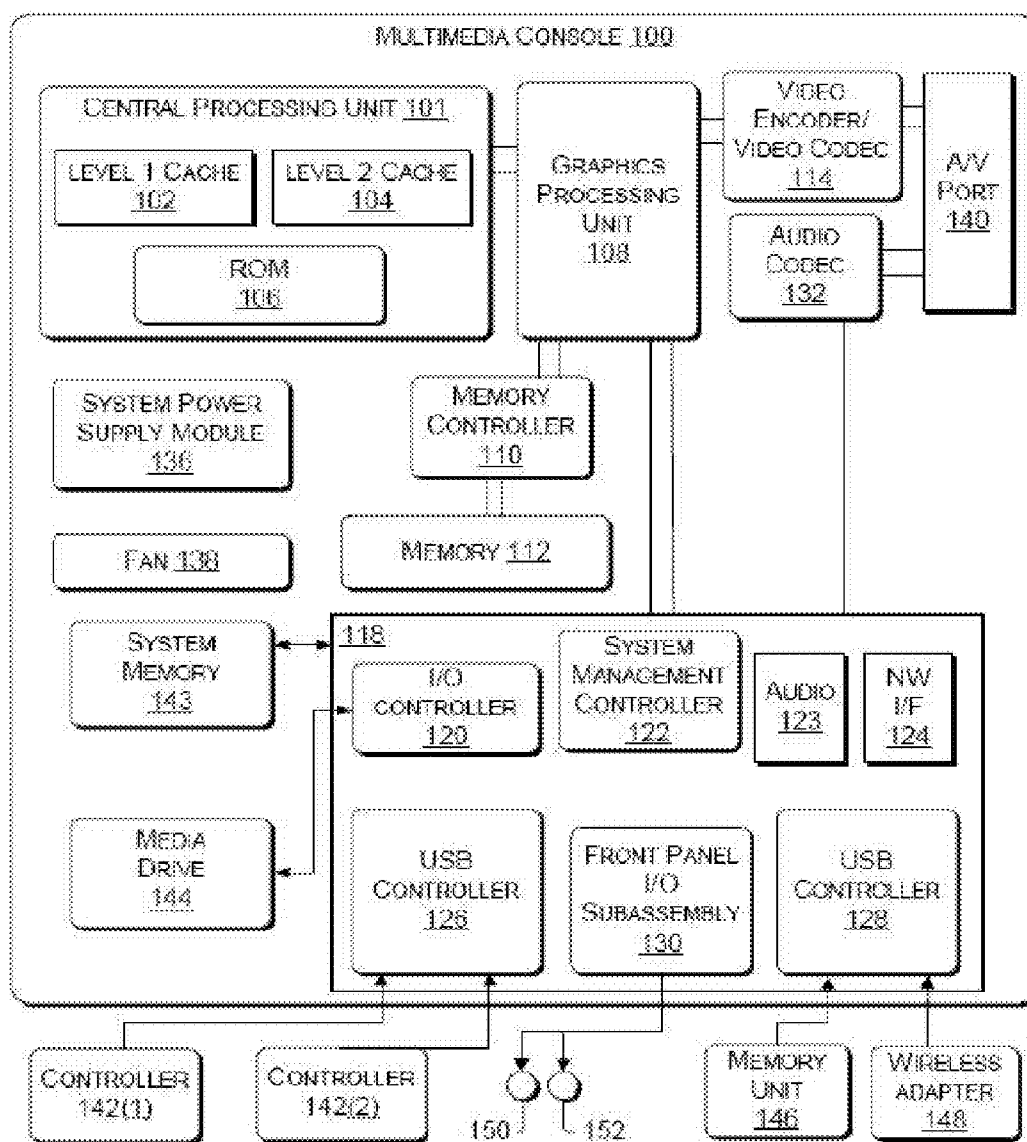 MULTIMEDIA CONSOLE 100
CENTRAL PROCESSING UNIT 101
LEVEL 1 CACHE
102
LEVEL 2 CACHE
104
ROM
106
GRAPHICS
PROCESSING
UNIT
108
VIDEO
ENCODER/
VIDEO CODEC
114
A/V
PORT
140
AUDIO
CODEC
132
SYSTEM POWER
SUPPLY MODULE
136
MEMORY
CONTROLLER
110
FAN 138
MEMORY 112
SYSTEM
MEMORY
143
118
I/O
CONTROLLER
120
SYSTEM
MANAGEMENT
CONTROLLER
122
AUDIO
123
NW
I/F
124
MEDIA
DRIVE
144
USB
CONTROLLER
126
FRONT PANEL
I/O
SUBASSEMBLY
130
USB
CONTROLLER
128
CONTROLLER
142(1)
CONTROLLER
142(2)
150
152
MEMORY
UNIT
146
WIRELESS
ADAPTER
148